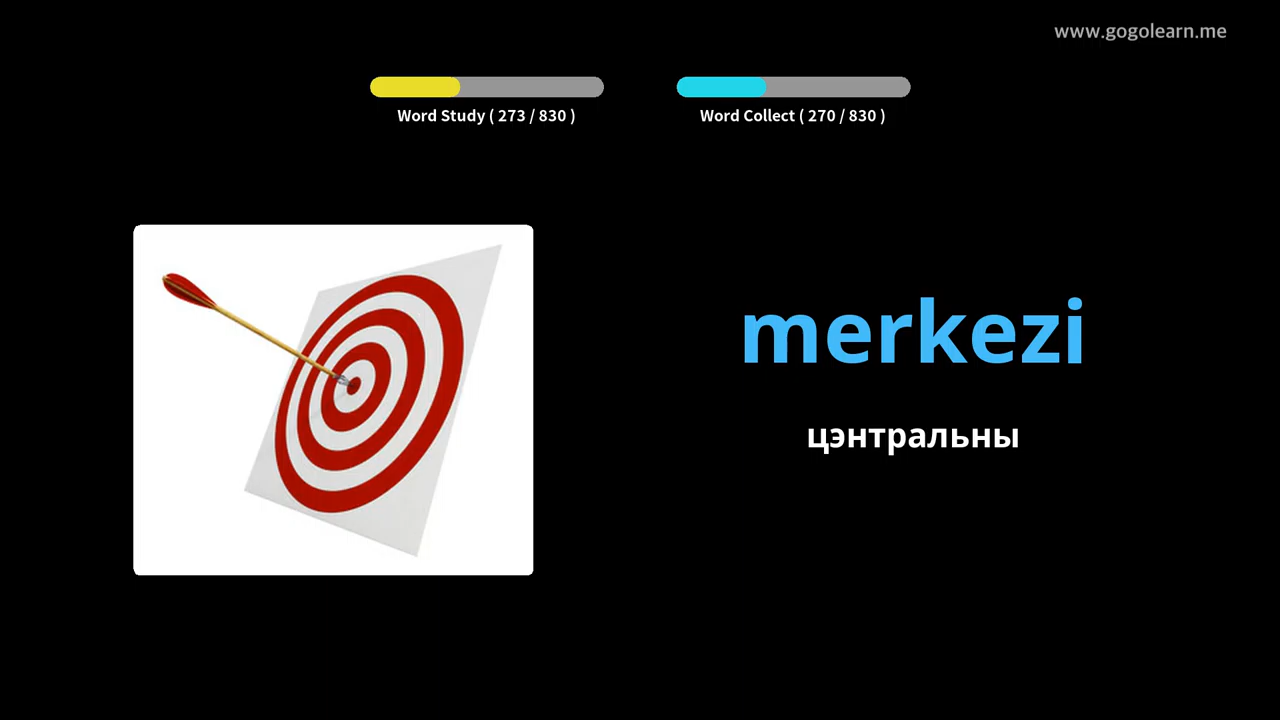 www.gogolearn.me
Word Study ( 273 / 830 )
Word Collect ( 270 / 830 )
merkezi
цэнтральны